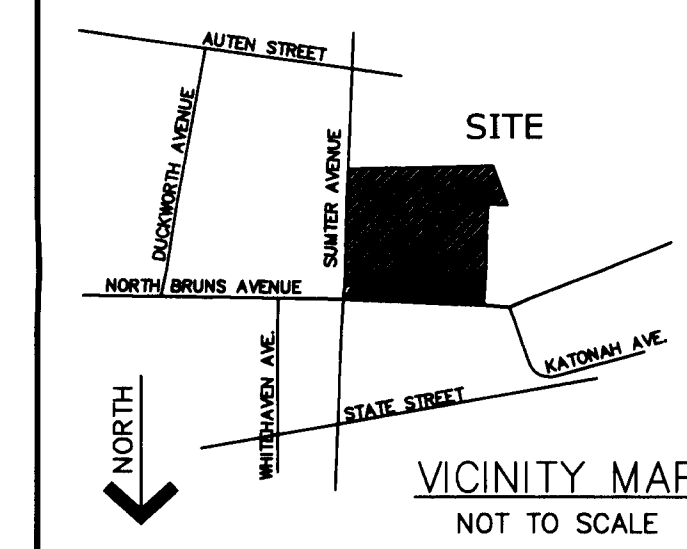 AUTEN STREET
DUCKWORTH AVENUE
SUMTER AVENUE
SITE
NORTH BRUNS AVENUE
WHITEHAVEN AVE.
KATONAH AVE.
STATE STREET
NORTH
VICINITY MAP
NOT TO SCALE